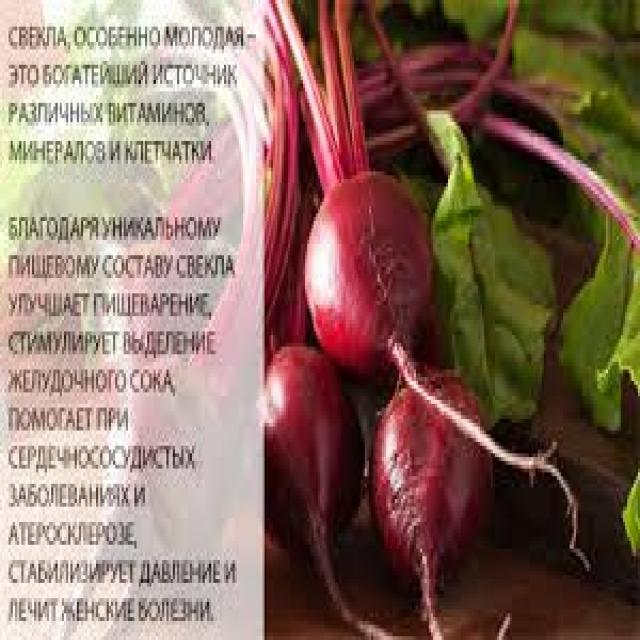 СВЕКЛА, ОСОБЕННО МОЛОДАЯ –
ЭТО БОГАТЕЙШИЙ ИСТОЧНИК
РАЗЛИЧНЫХ ВИТАМИНОВ,
МИНЕРАЛОВ И КЛЕТЧАТКИ.
БЛАГОДАРЯ УНИКАЛЬНОМУ
ПИЩЕВОМУ СОСТАВУ СВЕКЛА
УЛУЧШАЕТ ПИЩЕВАРЕНИЕ,
СТИМУЛИРУЕТ ВЫДЕЛЕНИЕ
ЖЕЛУДОЧНОГО СОКА,
ПОМОГАЕТ ПРИ
СЕРДЕЧНОСОСУДИСТЫХ
ЗАБОЛЕВАНИЯХ И
АТЕРОСКЛЕРОЗЕ,
СТАБИЛИЗИРУЕТ ДАВЛЕНИЕ И
ЛЕЧИТ ЖЕНСКИЕ БОЛЕЗНИ.